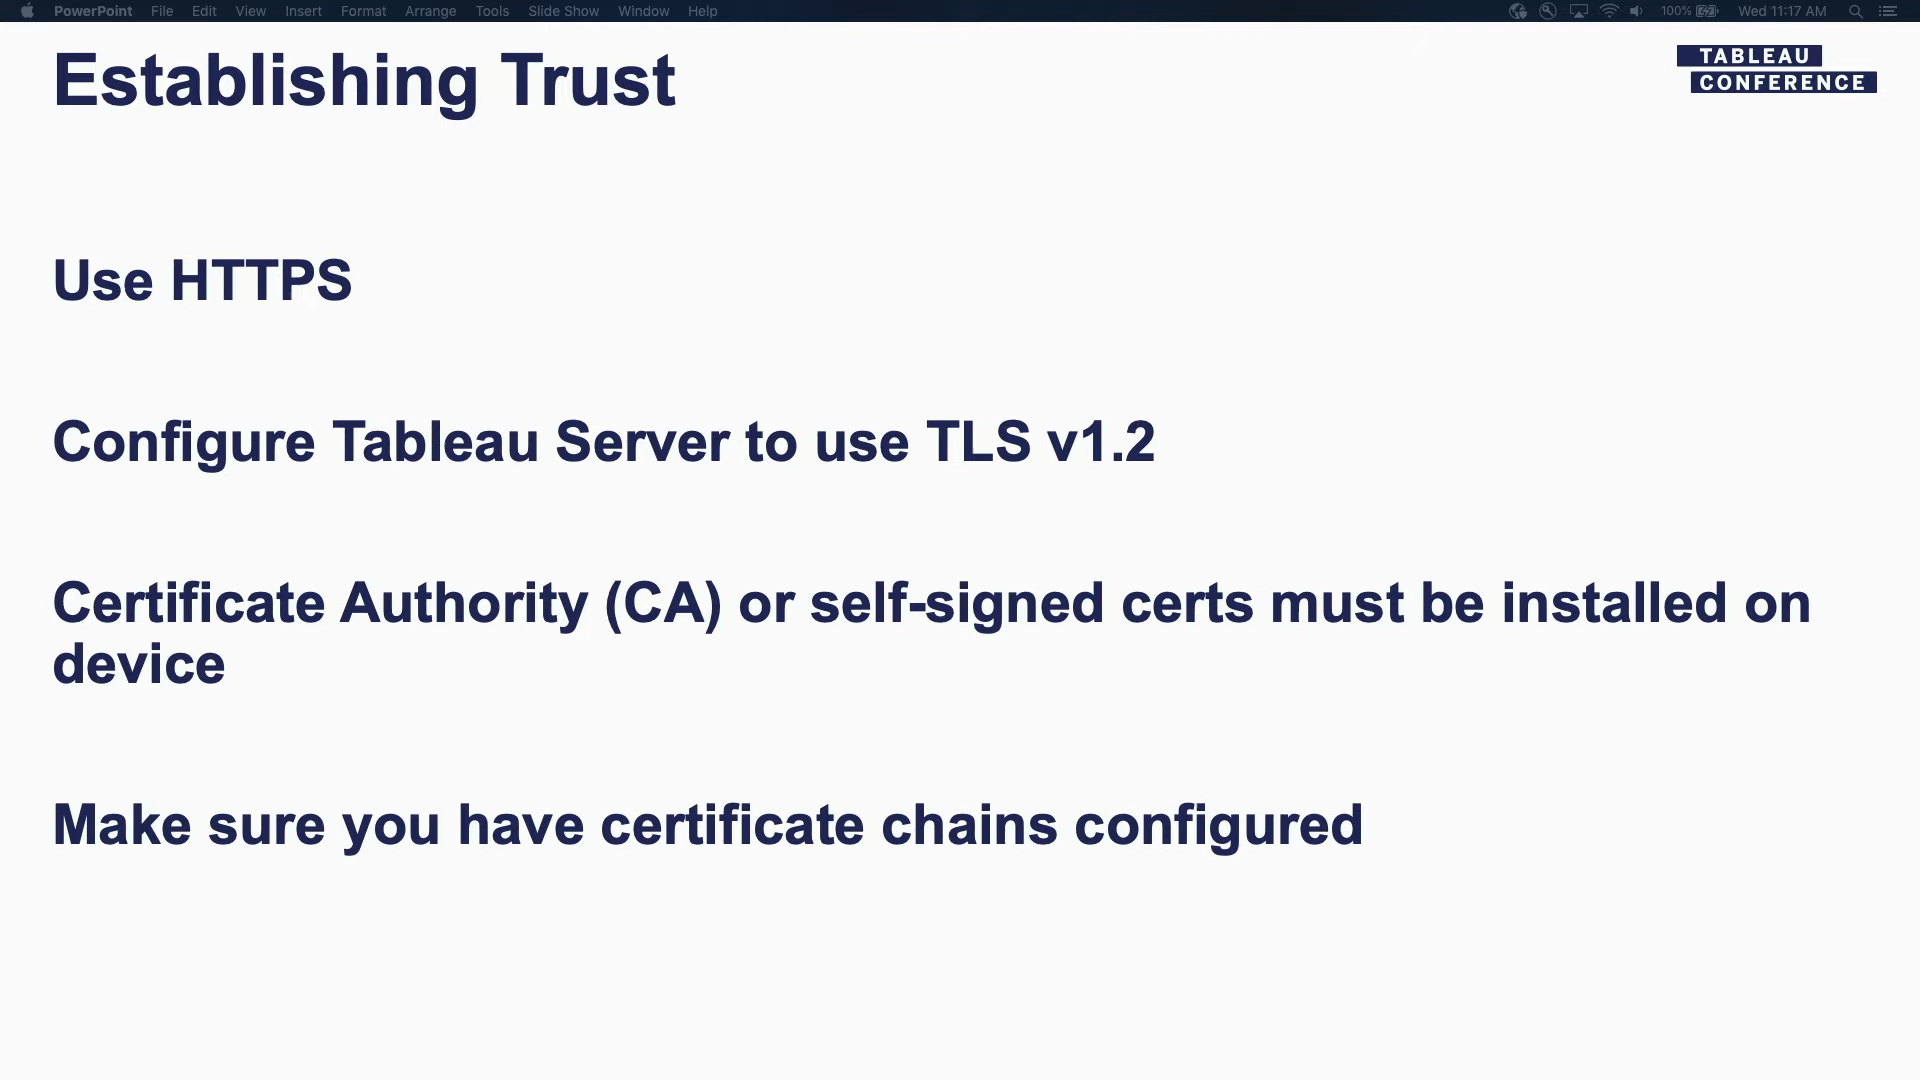 PowerPoint File Edit View Insert Format Arrange Tools Slide Show Window Help 100% Wed 11:17 AM
Establishing Trust
TABLEAU
CONFERENCE
Use HTTPS
Configure Tableau Server to use TLS v1.2
Certificate Authority (CA) or self-signed certs must be installed on
device
Make sure you have certificate chains configured